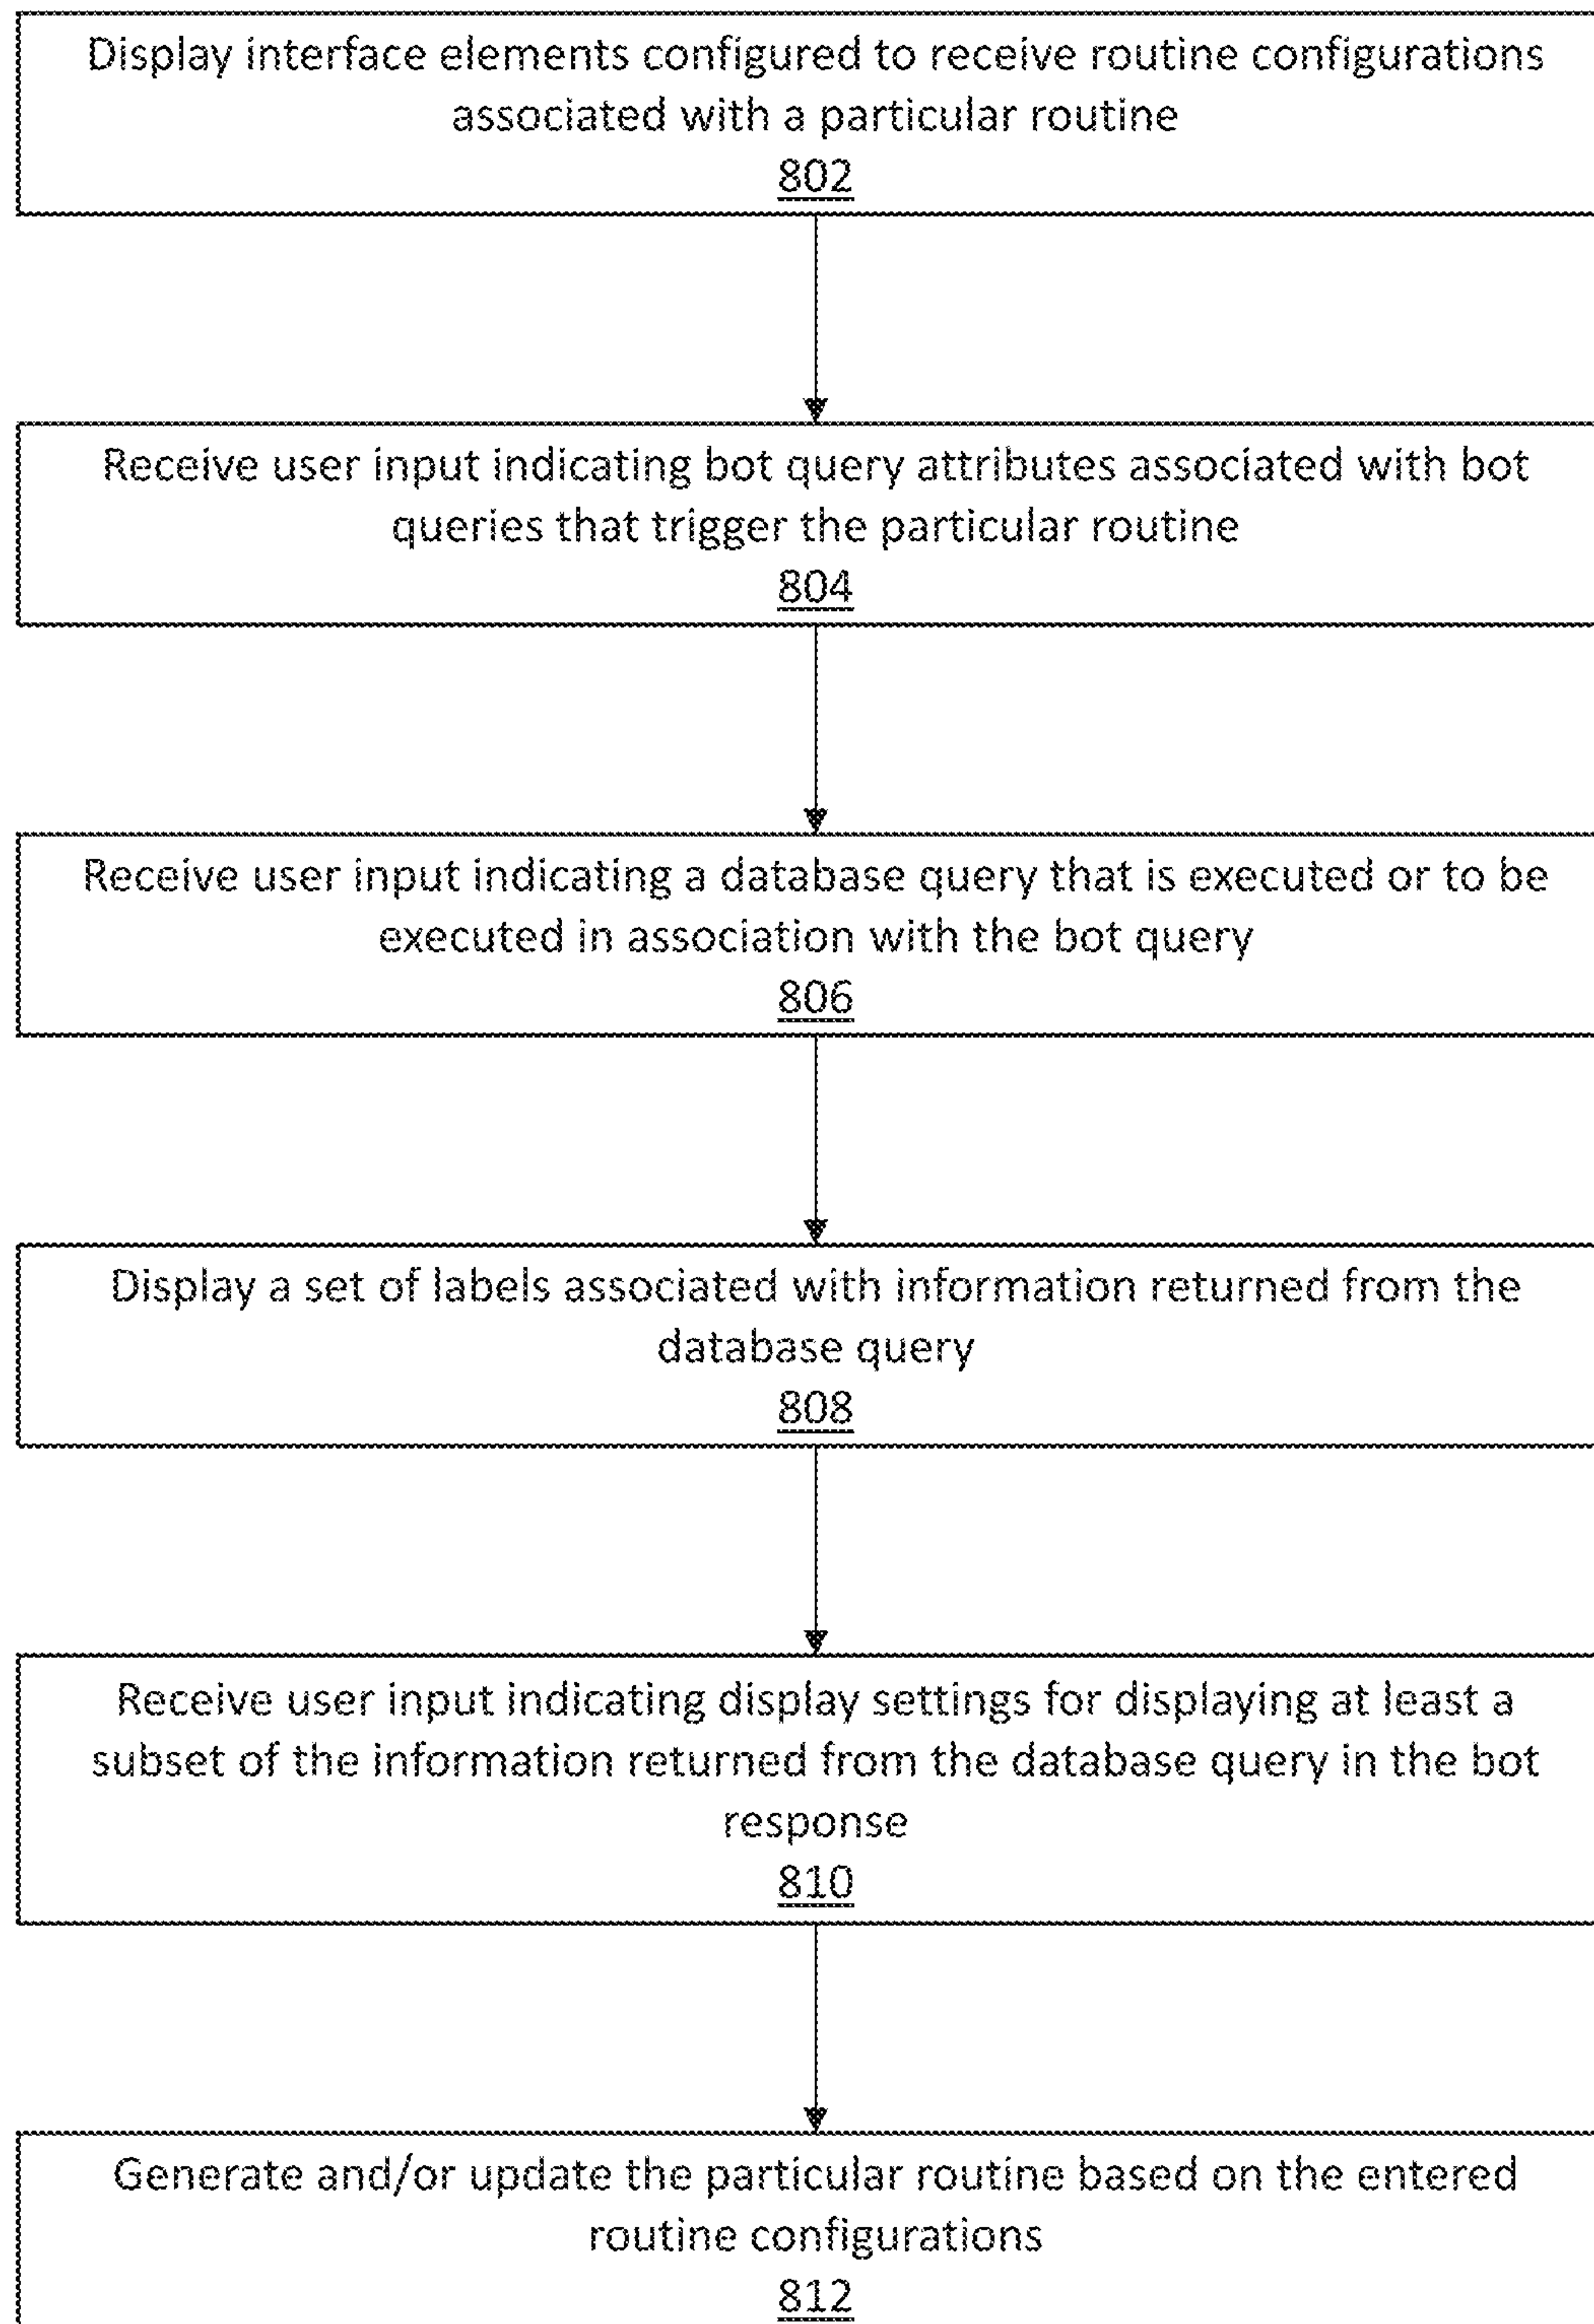 Display interface elements configured to receive routine configurations
associated with a particular routine
802
Receive user input indicating bot query attributes associated with bot
queries that trigger the particular routine
804
Receive user input indicating a database query that is executed or to be
executed in association with the bot query
806
Display a set of labels associated with information returned from the
database query
808
Receive user input indicating display settings for displaying at least a
subset of the information returned from the database query in the bot
response
810
Generate and/or update the particular routine based on the entered
routine configurations
812